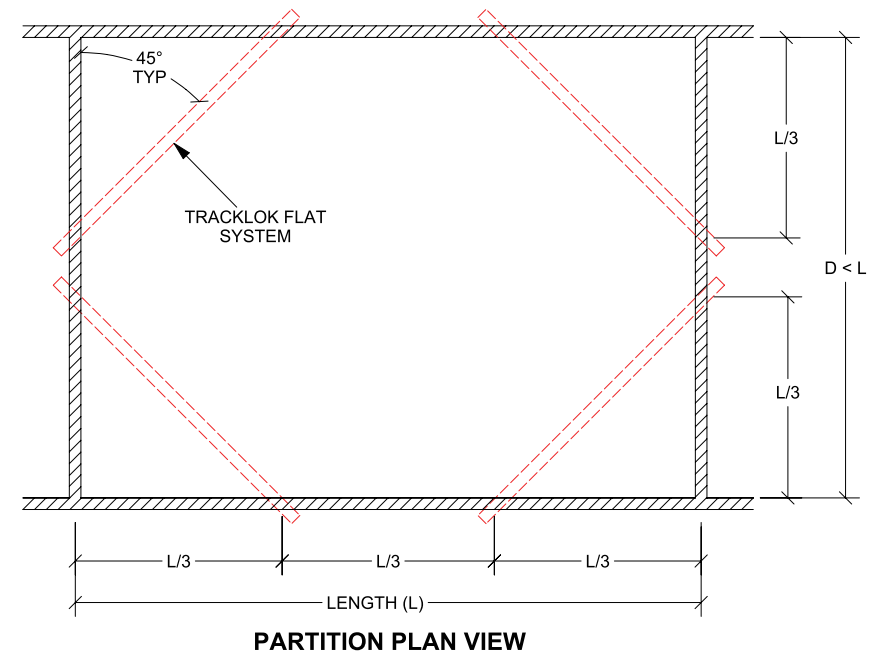 45°
TYP
TRACKLOK FLAT
SYSTEM
L/3
D < L
L/3
L/3
L/3
L/3
LENGTH (L)
PARTITION PLAN VIEW